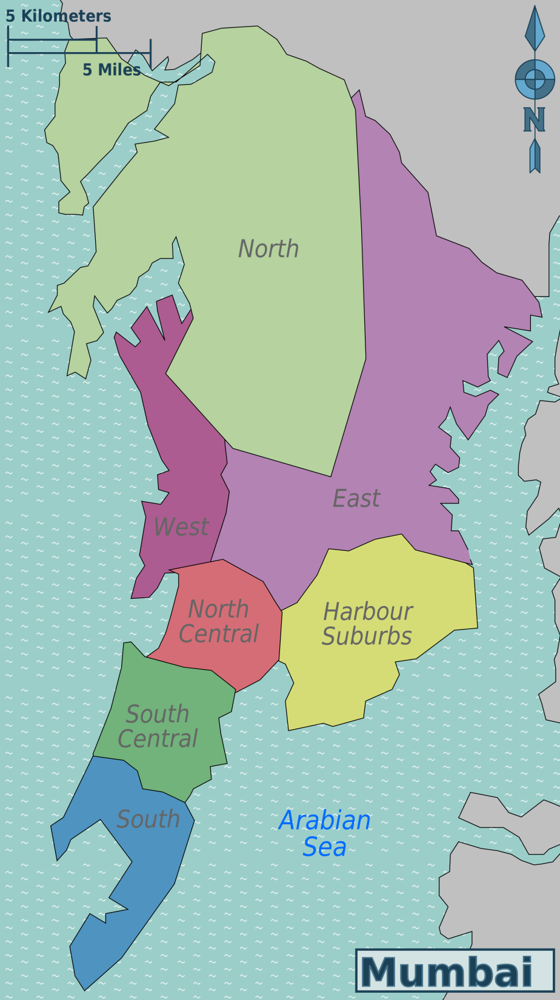 5 Kilometers
5 Miles
N
North
East
West
North
Central
Harbour
Suburbs
South
Central
South
Arabian
Sea
Mumbai